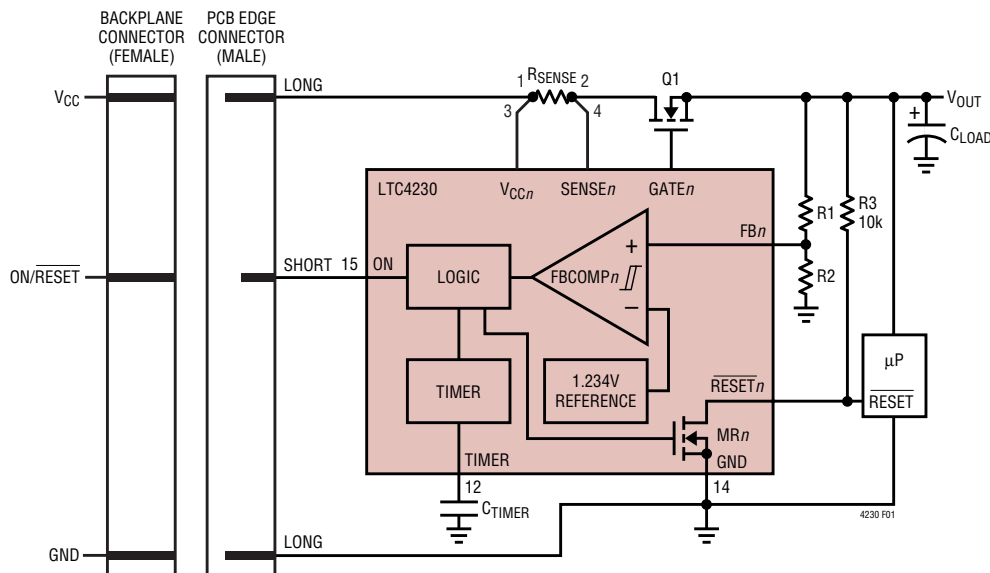 BACKPLANE
CONNECTOR
(FEMALE)
PCB EDGE
CONNECTOR
(MALE)
LONG
1 RSENSE 2
Q1
VCC
3
4
VOUT
+
CLOAD
LTC4230
VCCn
SENSEn
GATEn
R1
R3
10k
FBn
+
ON/RESET
SHORT 15
ON
LOGIC
FBCOMPn
R2
–
µP
TIMER
1.234V
REFERENCE
RESETn
RESET
MRn
TIMER
GND
12
14
CTIMER
4230 F01
GND
LONG